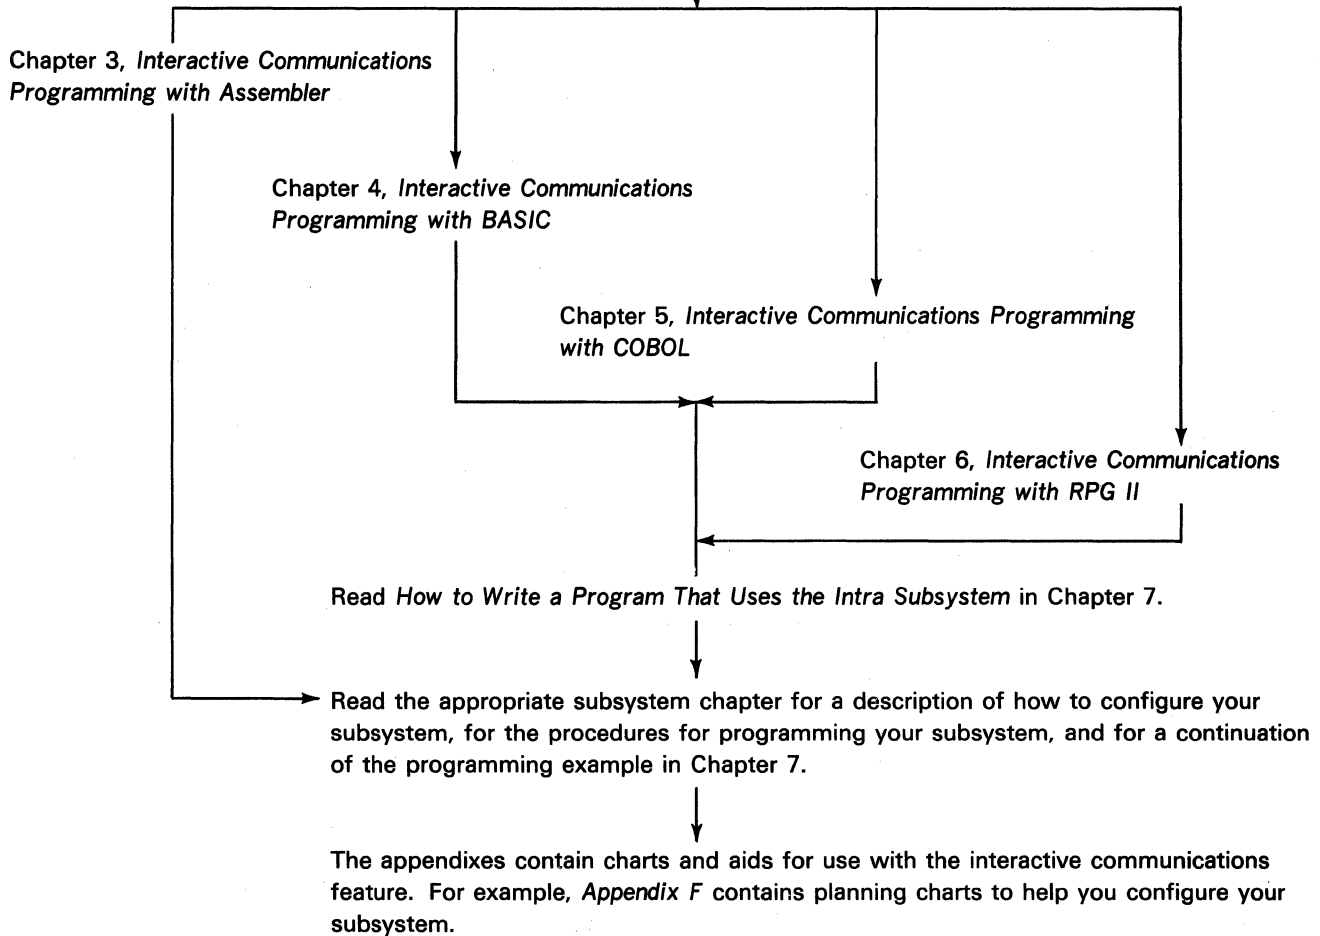 Chapter 3, Interactive Communications
Programming with Assembler
Chapter 4, Interactive Communications
Programming with BASIC
Chapter 5, Interactive Communications Programming
with COBOL
Chapter 6, Interactive Communications
Programming with RPG II
Read How to Write a Program That Uses the Intra Subsystem in Chapter 7.
Read the appropriate subsystem chapter for a description of how to configure your
subsystem, for the procedures for programming your subsystem, and for a continuation
of the programming example in Chapter 7.
The appendixes contain charts and aids for use with the interactive communications
feature. For example, Appendix F contains planning charts to help you configure your
subsystem.